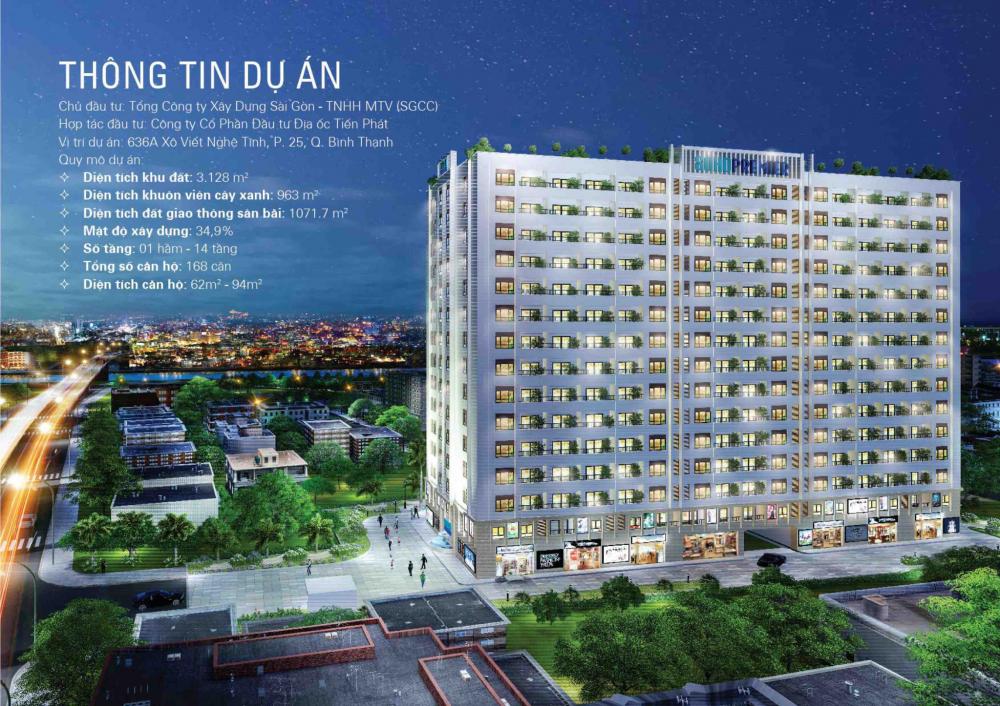 THÔNG TIN DỰ ÁN
Chủ đầu tư: Tổng Công ty Xây Dựng Sài Gòn - TNHH MTV (SGCC)
Hợp tác đầu tư: Công ty Cổ Phần Đầu tư Địa ốc Tiến Phát
Vị trí dự án: 636A Xô Viết Nghệ Tĩnh, P. 25, Q. Bình Thạnh
Quy mô dự án:
✧ Diện tích khu đất: 3.128 m²
✧ Diện tích khuôn viên cây xanh: 963 m²
✧ Diện tích đất giao thông sân bãi: 1071.7 m²
✧ Mật độ xây dựng: 34,9%
✧ Số tầng: 01 hầm - 14 tầng
✧ Tổng số căn hộ: 168 căn
✧ Diện tích căn hộ: 62m² - 94m²
PREMIER